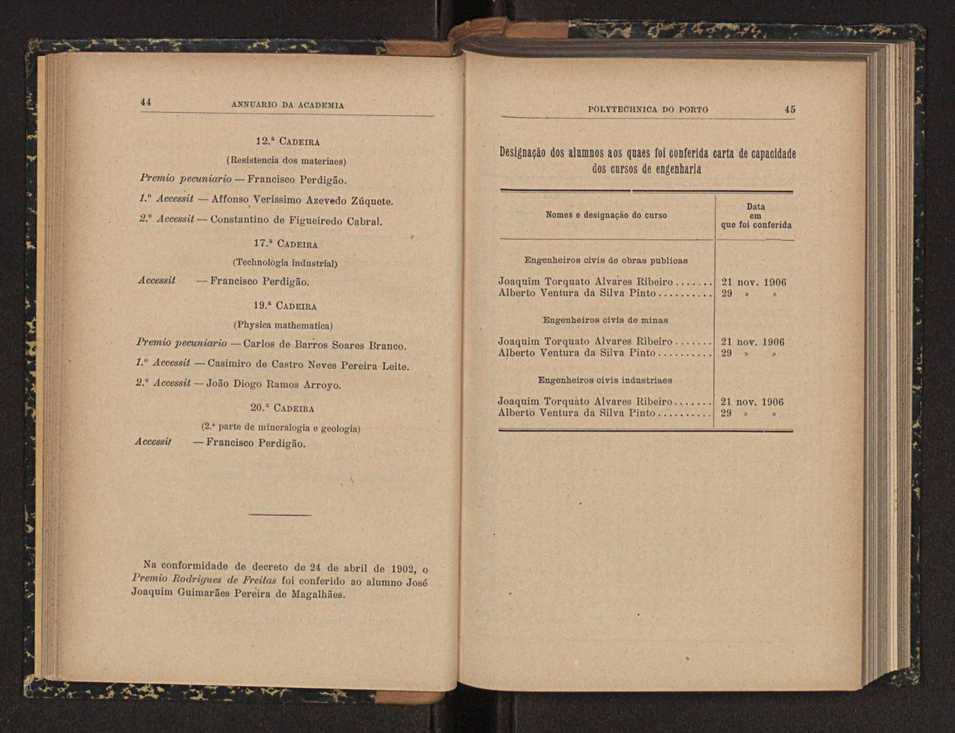 44 ANNUARIO DA ACADEMIA
12.ª CADEIRA
(Resistencia dos materiaes)
Premio pecuniario — Francisco Perdigão.
1.º Accessit — Affonso Verissimo Azevedo Zúquete.
2.º Accessit — Constantino de Figueiredo Cabral.
17.ª CADEIRA
(Technologia industrial)
Accessit — Francisco Perdigão.
19.ª CADEIRA
(Physica mathematica)
Premio pecuniario — Carlos de Barros Soares Branco.
1.º Accessit — Casimiro de Castro Neves Pereira Leite.
2.º Accessit — João Diogo Ramos Arroyo.
20.ª CADEIRA
(2.ª parte de mineralogia e geologia)
Accessit — Francisco Perdigão.
Na conformidade de decreto de 24 de abril de 1902, o
Premio Rodrigues de Freitas foi conferido ao alumno José
Joaquim Guimarães Pereira de Magalhães.
POLYTECHNICA DO PORTO 45
Designação dos alumnos aos quaes foi conferida carta de capacidade
dos cursos de engenharia
Nomes e designação do curso
Data
em
que foi conferida
Engenheiros civis de obras publicas
Joaquim Torquato Alvares Ribeiro ....... 21 nov. 1906
Alberto Ventura da Silva Pinto .......... 29 » »
Engenheiros civis de minas
Joaquim Torquato Alvares Ribeiro ....... 21 nov. 1906
Alberto Ventura da Silva Pinto .......... 29 » »
Engenheiros civis industriaes
Joaquim Torquato Alvares Ribeiro ....... 21 nov. 1906
Alberto Ventura da Silva Pinto .......... 29 » »